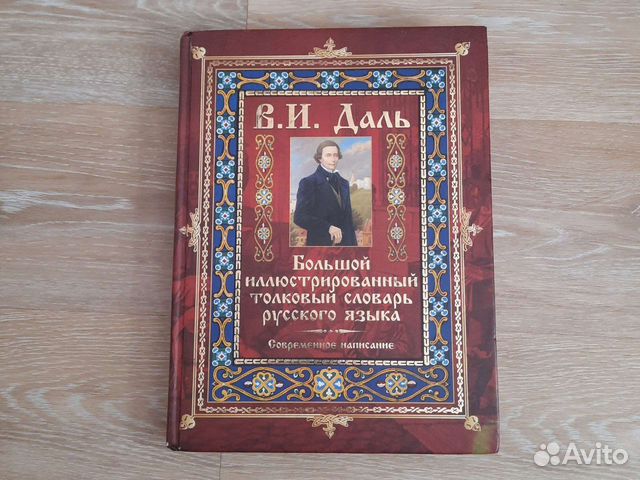 В.И. Даль
Большой
иллюстрированный
толковый словарь
русского языка
Современное написание
Avito